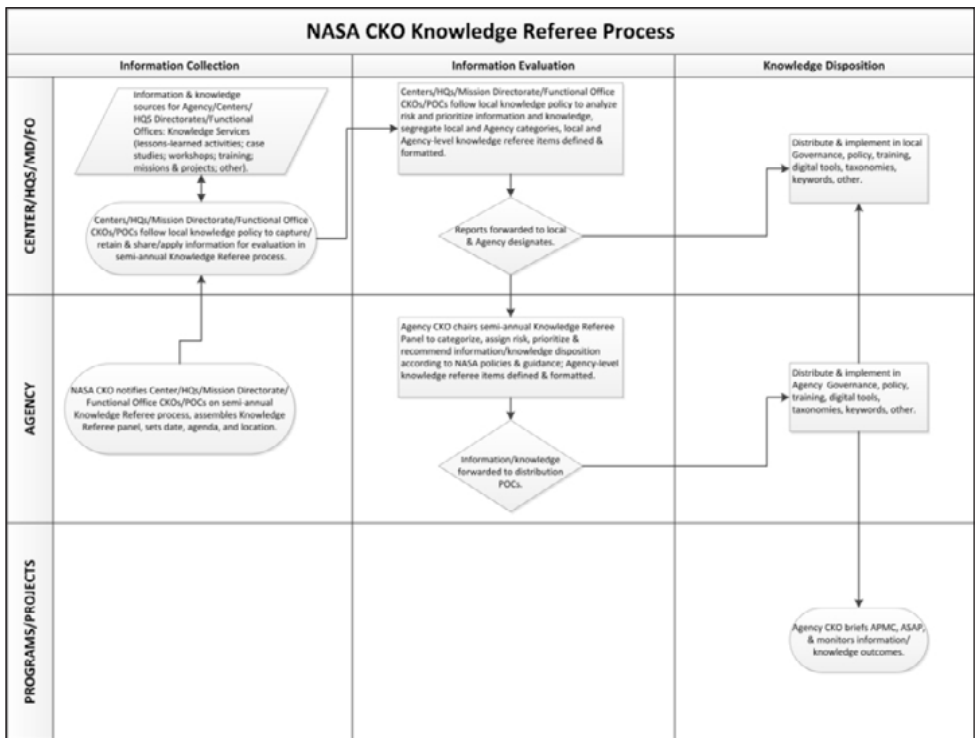 NASA CKO Knowledge Referee Process
Information Collection
Information Evaluation
Knowledge Disposition
CENTER/HQS/MD/FO
Information & knowledge
sources for Agency/Centers/
HQS Directorates/Functional
Offices: Knowledge Services
(lessons-learned activities; case
studies; workshops; training;
missions & projects; other).
Centers/HQs/Mission Directorate/Functional Office
CKOs/POCs follow local knowledge policy to capture/
retain & share/apply information for evaluation in
semi-annual Knowledge Referee process.
Centers/HQs/Mission Directorate/Functional Office
CKOs/POCs follow local knowledge policy to analyze
risk and prioritize information and knowledge,
segregate local and Agency categories, local and
Agency-level knowledge referee items defined &
formatted.
Reports forwarded to local
& Agency designates.
Distribute & implement in local
Governance, policy, training,
digital tools, taxonomies,
keywords, other.
AGENCY
NASA CKO notifies Center/HQs/Mission Directorate/
Functional Office CKOs/POCs on semi-annual
Knowledge Referee process, assembles Knowledge
Referee panel, sets date, agenda, and location.
Agency CKO chairs semi-annual Knowledge Referee
Panel to categorize, assign risk, prioritize &
recommend information/knowledge disposition
according to NASA policies & guidance; Agency-level
knowledge referee items defined & formatted.
Information/knowledge
forwarded to distribution
POCs.
Distribute & implement in
Agency Governance, policy,
training, digital tools,
taxonomies, keywords, other.
PROGRAMS/PROJECTS
Agency CKO briefs APMC, ASAP,
& monitors information/
knowledge outcomes.